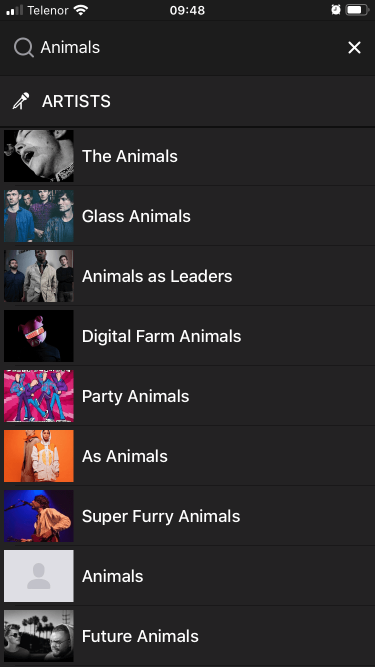 Telenor 09:48
Animals
ARTISTS
The Animals
Glass Animals
Animals as Leaders
Digital Farm Animals
Party Animals
As Animals
Super Furry Animals
Animals
Future Animals